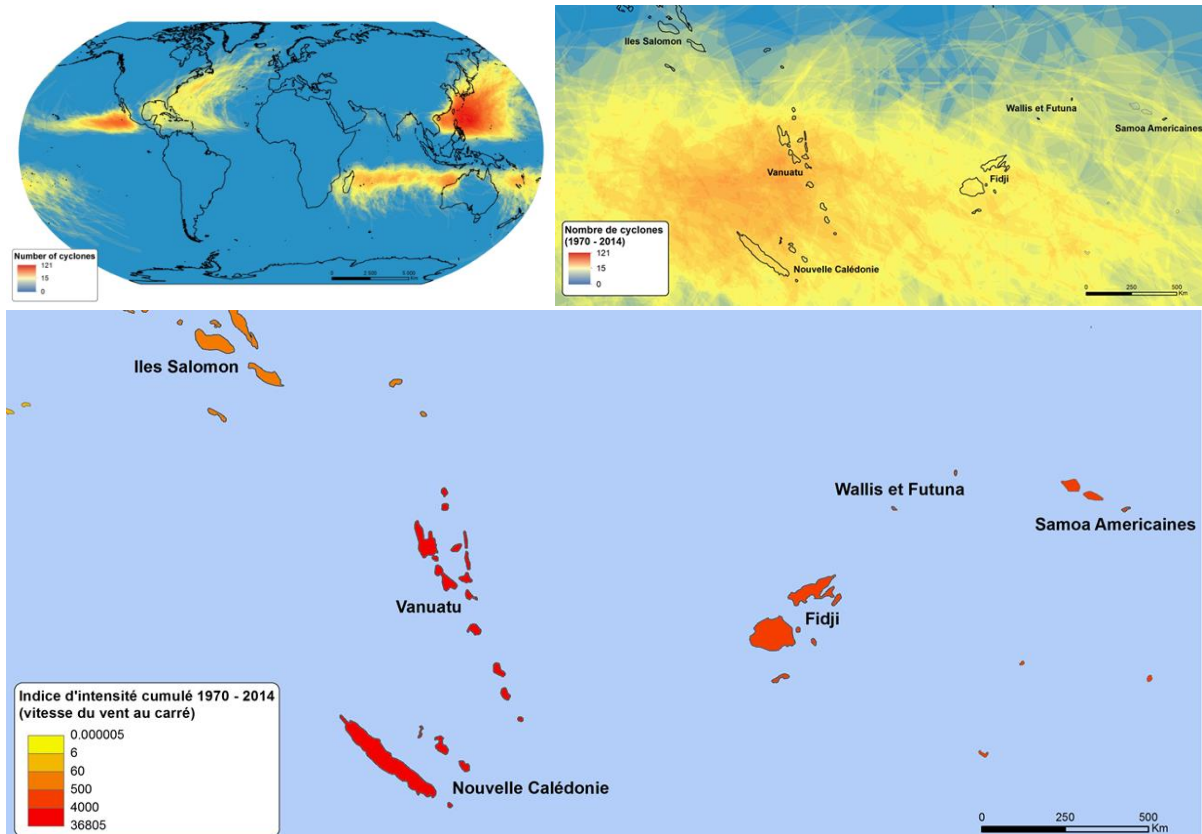 Number of cyclones
121
15
0
0 2 500 5 000
Km
Iles Salomon
Wallis et Futuna
Samoa Americaines
Vanuatu
Fidji
Nouvelle Calédonie
Nombre de cyclones
(1970 - 2014)
121
15
0
0 250 500
Km
Iles Salomon
Wallis et Futuna
Samoa Americaines
Vanuatu
Fidji
Nouvelle Calédonie
Indice d'intensité cumulé 1970 - 2014
(vitesse du vent au carré)
0.000005
6
60
500
4000
36805
0 250 500
Km